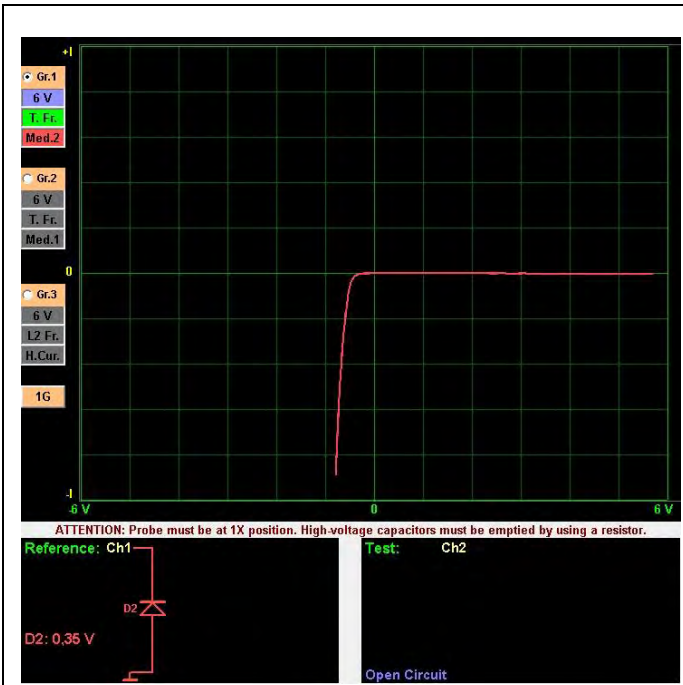 +I
Gr.1
6 V
T. Fr.
Med.2
Gr.2
6 V
T. Fr.
Med.1
0
Gr.3
6 V
L2 Fr.
H.Cur.
1G
-I
-6 V
0
6 V
ATTENTION: Probe must be at 1X position. High-voltage capacitors must be emptied by using a resistor.
Reference: Ch1
D2
D2: 0,35 V
Test: Ch2
Open Circuit